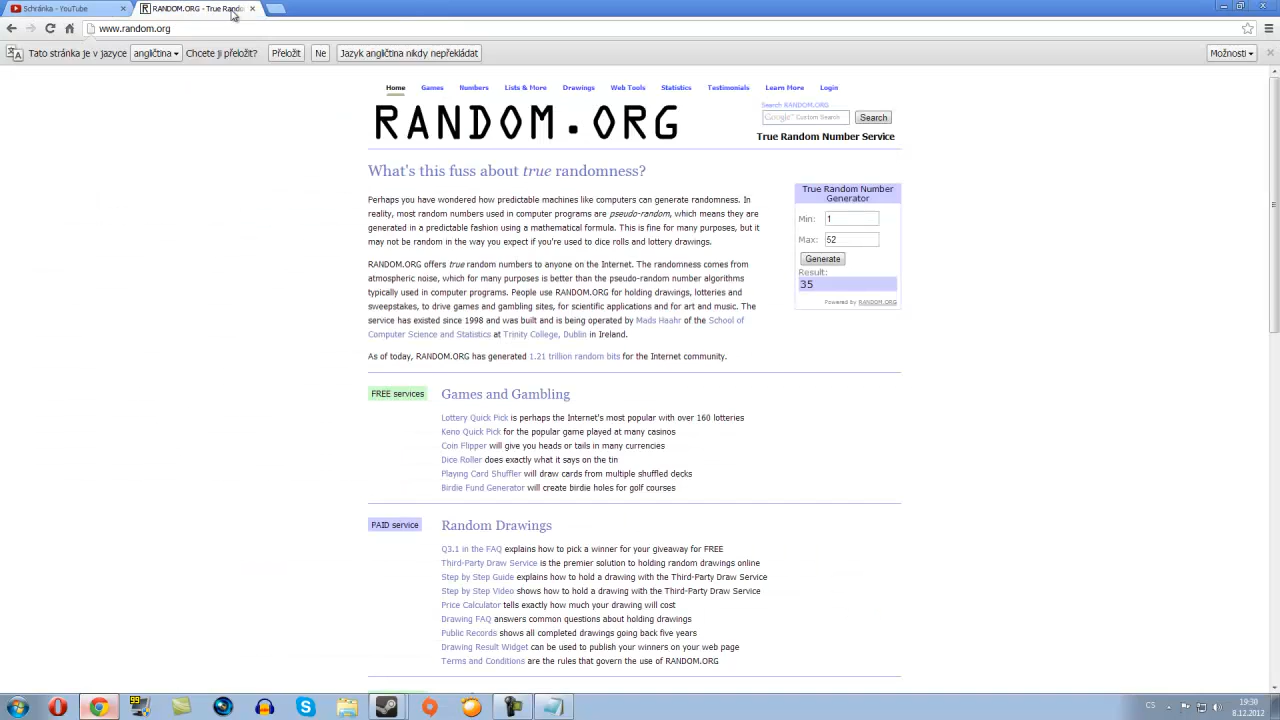 Schránka - YouTube
RANDOM.ORG - True Rando
www.random.org
Tato stránka je v jazyce angličtina Chcete ji přeložit? Přeložit Ne Jazyk angličtina nikdy nepřekládat Možnosti
Home Games Numbers Lists & More Drawings Web Tools Statistics Testimonials Learn More Login
RANDOM.ORG
Search RANDOM.ORG
Google™ Custom Search Search
True Random Number Service
What's this fuss about true randomness?
Perhaps you have wondered how predictable machines like computers can generate randomness. In
reality, most random numbers used in computer programs are pseudo-random, which means they are
generated in a predictable fashion using a mathematical formula. This is fine for many purposes, but it
may not be random in the way you expect if you're used to dice rolls and lottery drawings.
RANDOM.ORG offers true random numbers to anyone on the Internet. The randomness comes from
atmospheric noise, which for many purposes is better than the pseudo-random number algorithms
typically used in computer programs. People use RANDOM.ORG for holding drawings, lotteries and
sweepstakes, to drive games and gambling sites, for scientific applications and for art and music. The
service has existed since 1998 and was built and is being operated by Mads Haahr of the School of
Computer Science and Statistics at Trinity College, Dublin in Ireland.
As of today, RANDOM.ORG has generated 1.21 trillion random bits for the Internet community.
True Random Number
Generator
Min: 1
Max: 52
Generate
Result:
35
Powered by RANDOM.ORG
FREE services
Games and Gambling
Lottery Quick Pick is perhaps the Internet's most popular with over 160 lotteries
Keno Quick Pick for the popular game played at many casinos
Coin Flipper will give you heads or tails in many currencies
Dice Roller does exactly what it says on the tin
Playing Card Shuffler will draw cards from multiple shuffled decks
Birdie Fund Generator will create birdie holes for golf courses
PAID service
Random Drawings
Q3.1 in the FAQ explains how to pick a winner for your giveaway for FREE
Third-Party Draw Service is the premier solution to holding random drawings online
Step by Step Guide explains how to hold a drawing with the Third-Party Draw Service
Step by Step Video shows how to hold a drawing with the Third-Party Draw Service
Price Calculator tells exactly how much your drawing will cost
Drawing FAQ answers common questions about holding drawings
Public Records shows all completed drawings going back five years
Drawing Result Widget can be used to publish your winners on your web page
Terms and Conditions are the rules that govern the use of RANDOM.ORG
99
CS
19:30
8.12.2012